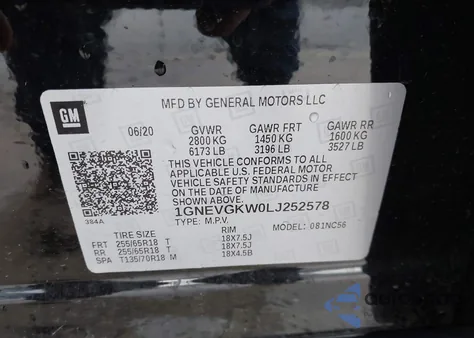 MFD BY GENERAL MOTORS LLC
GM
06/20 GVWR GAWR FRT GAWR RR
2800 KG 1450 KG 1600 KG
6173 LB 3196 LB 3527 LB
THIS VEHICLE CONFORMS TO ALL
APPLICABLE U.S. FEDERAL MOTOR
VEHICLE SAFETY STANDARDS IN EFFECT
ON THE DATE OF MANUFACTURE
SHOWN ABOVE.
1GNEVGKW0LJ252578
384A
TYPE: M.P.V. MODEL: 081NC56
TIRE SIZE RIM
FRT 255/65R18 T 18X7.5J
RR 255/65R18 T 18X7.5J
SPA T135/70R18 M 18X4.5B